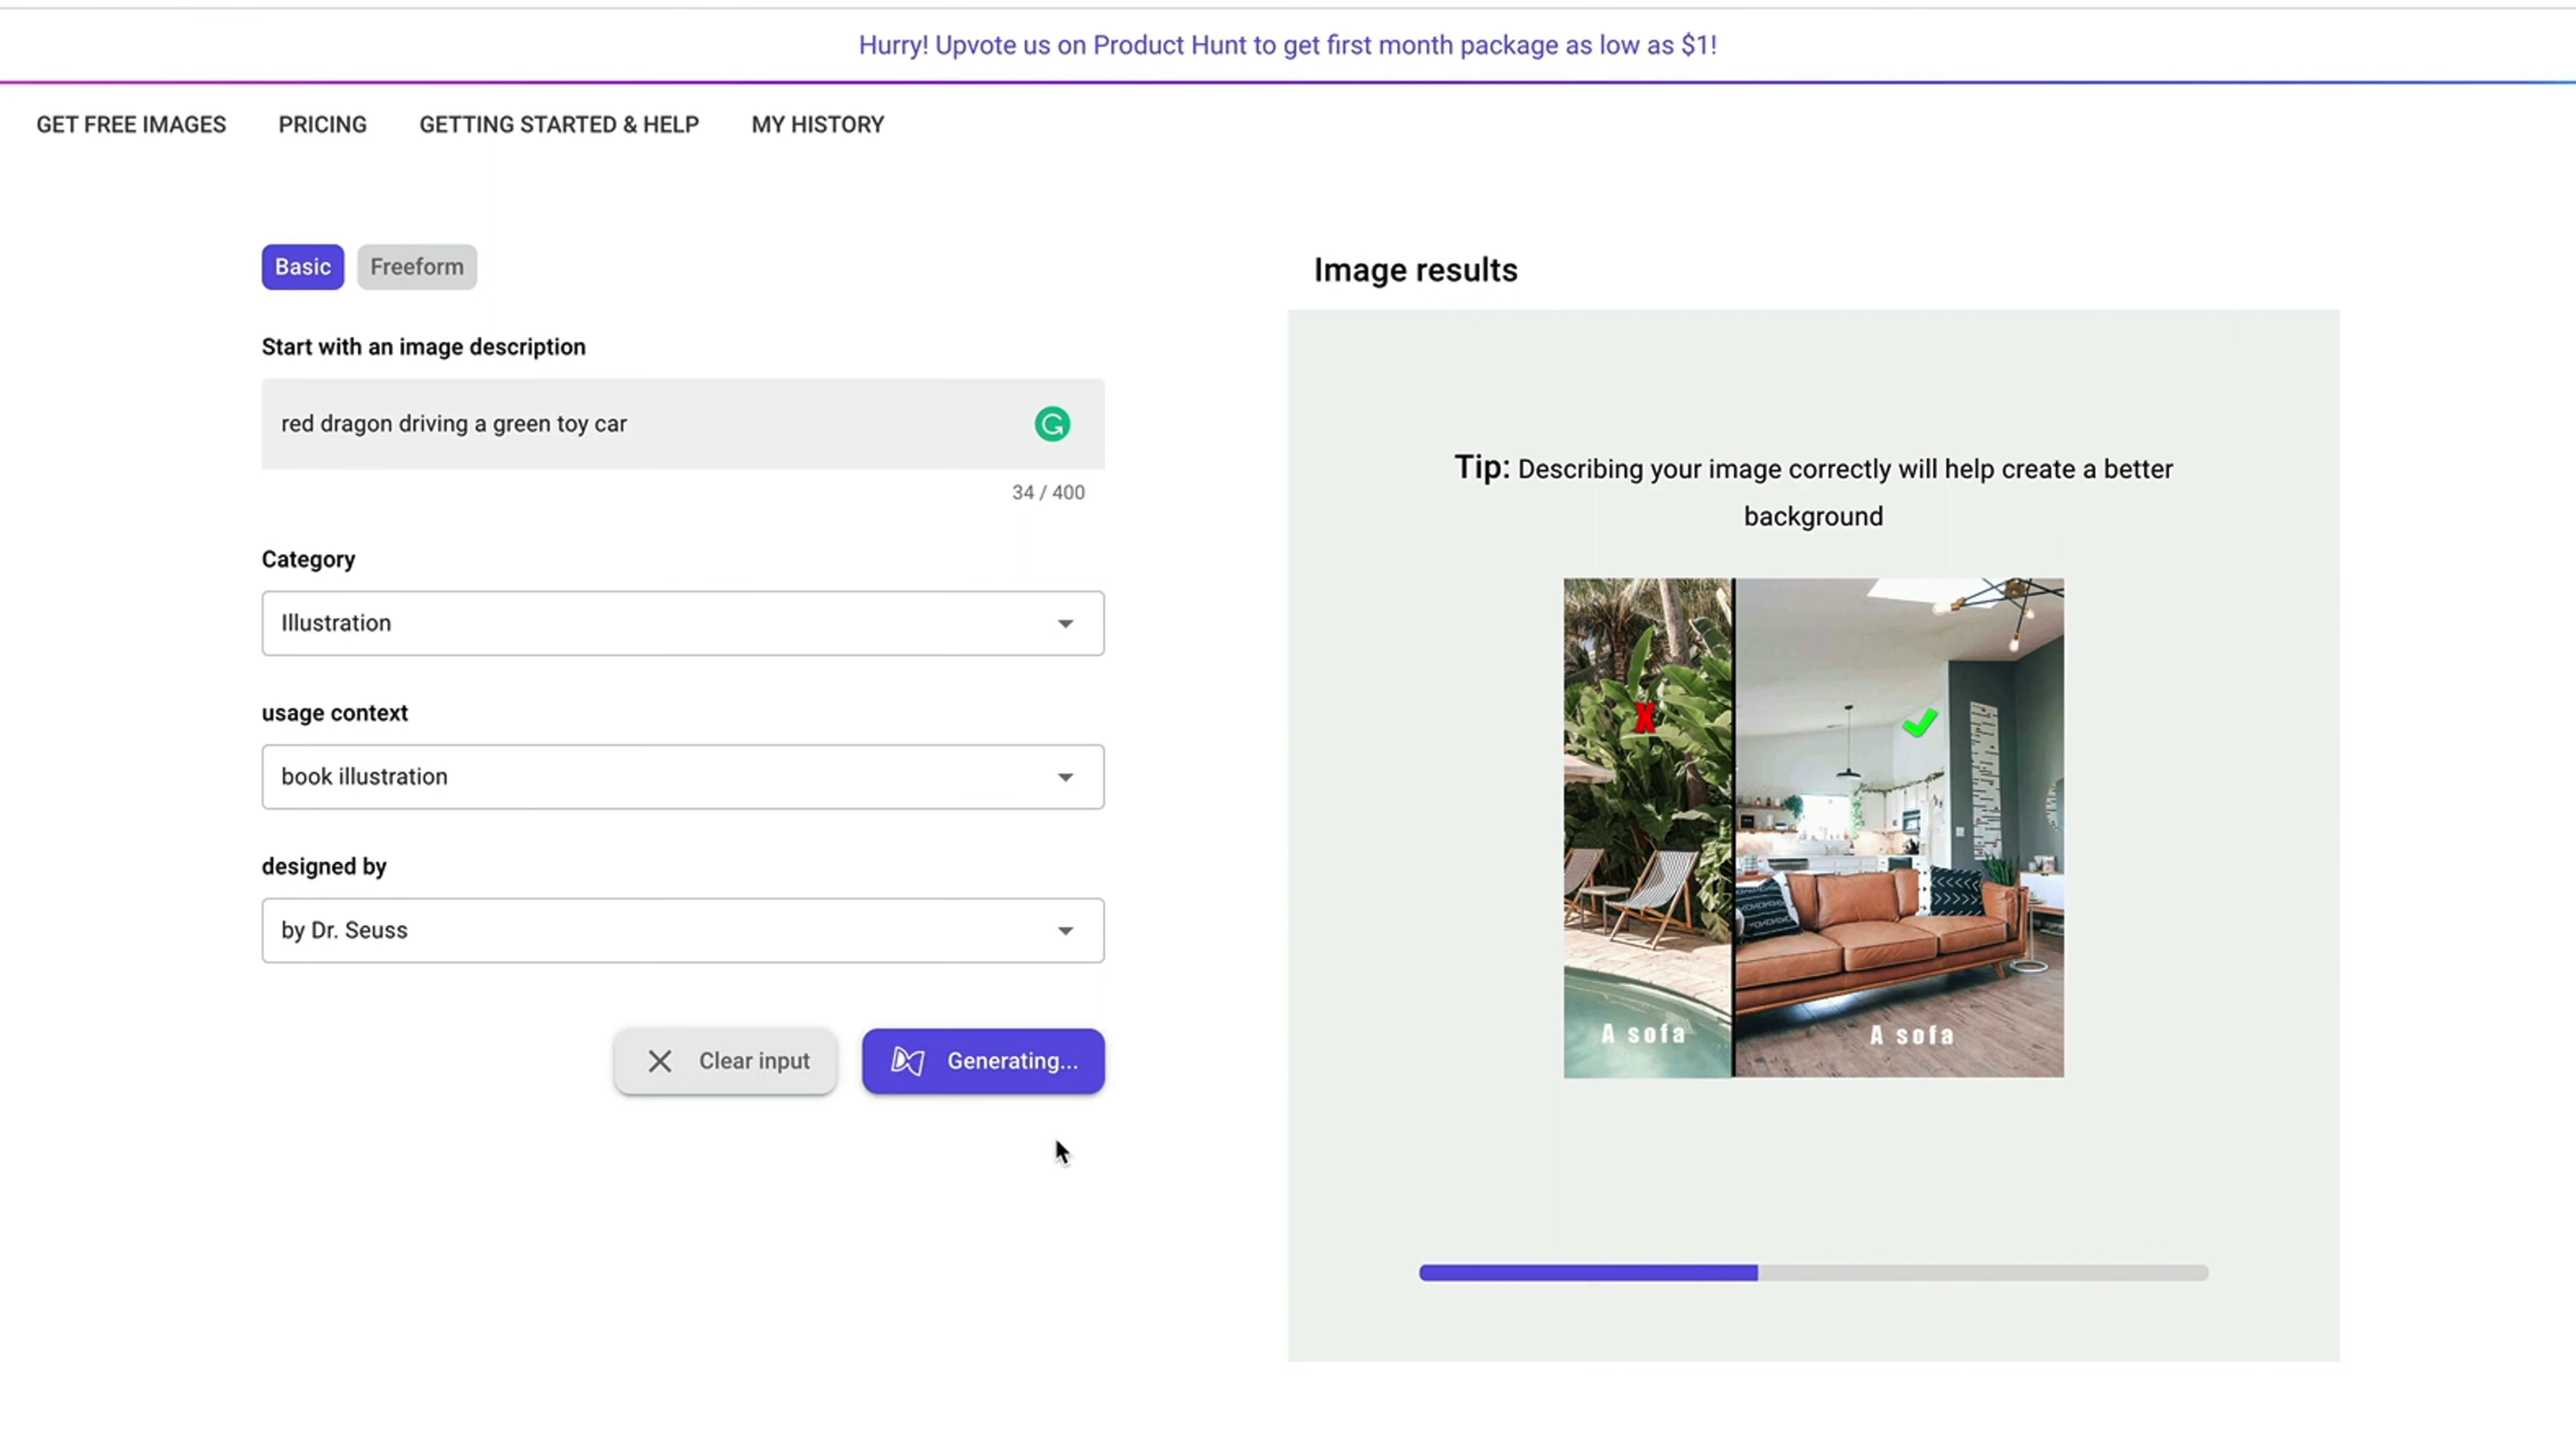 Hurry! Upvote us on Product Hunt to get first month package as low as $1!
GET FREE IMAGES PRICING GETTING STARTED & HELP MY HISTORY
Basic Freeform
Start with an image description
red dragon driving a green toy car
34 / 400
Category
Illustration
usage context
book illustration
designed by
by Dr. Seuss
Clear input Generating...
Image results
Tip: Describing your image correctly will help create a better
background
X
A sofa A sofa